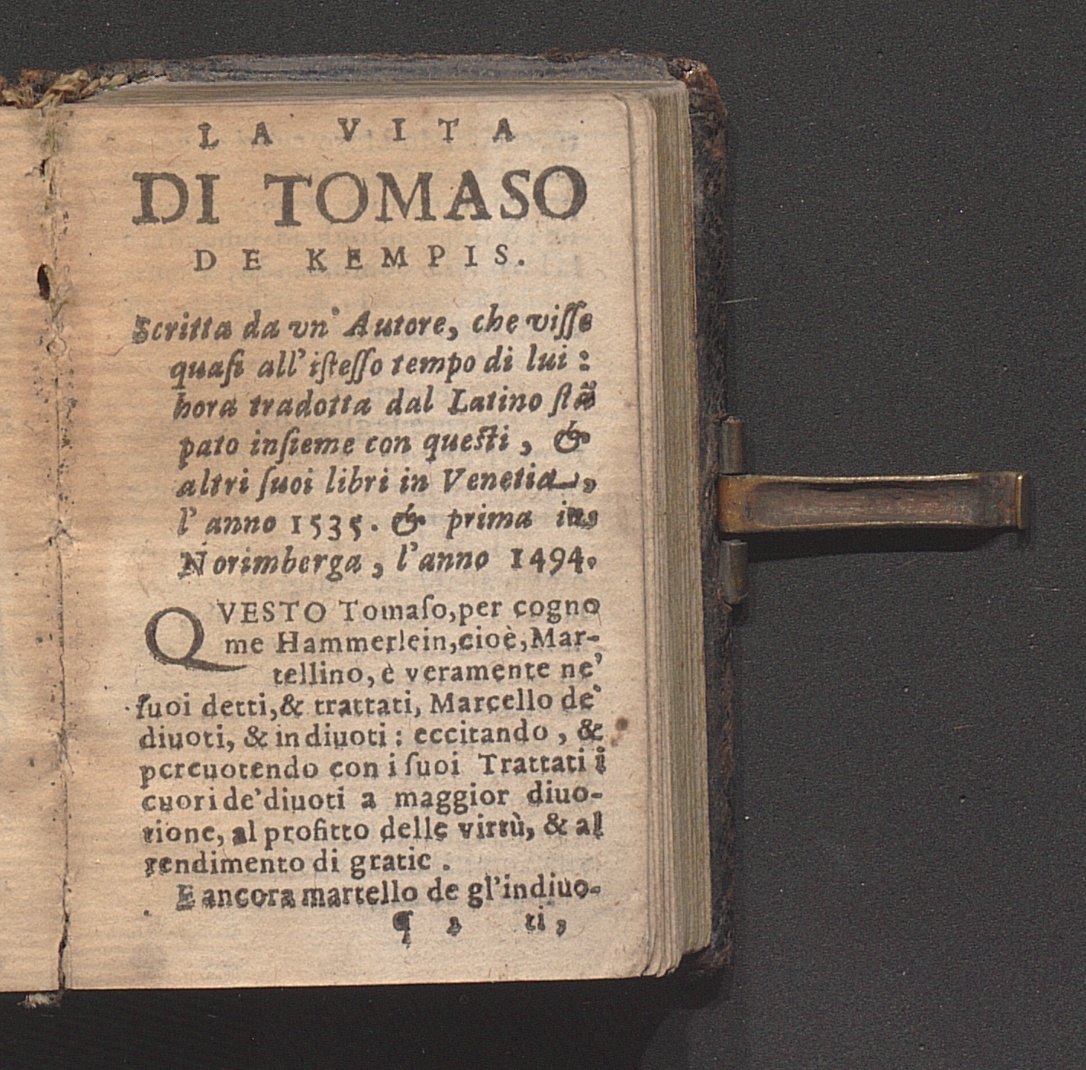 LA VITA
DI TOMASO
DE KEMPIS.
Scritta da vn' Autore, che viſſe
quaſi all' iſteſſo tempo di lui :
hora tradotta dal Latino ſtā
pato inſieme con queſti, &
altri ſuoi libri in Venetia,
l'anno 1535. & prima in
Norimberga, l'anno 1494.
QVESTO Tomaſo,per cogno
me Hammerlein,cioè,Mar-
tellino, è veramente ne'
ſuoi detti,& trattati, Marcello de'
diuoti, & indiuoti : eccitando , &
percuotendo con i ſuoi Trattati i
cuori de'diuoti a maggior diuo-
tione, al profitto delle virtù, & al
rendimento di gratie .
E ancora martello de gl'indiuo-
q 2 ti,